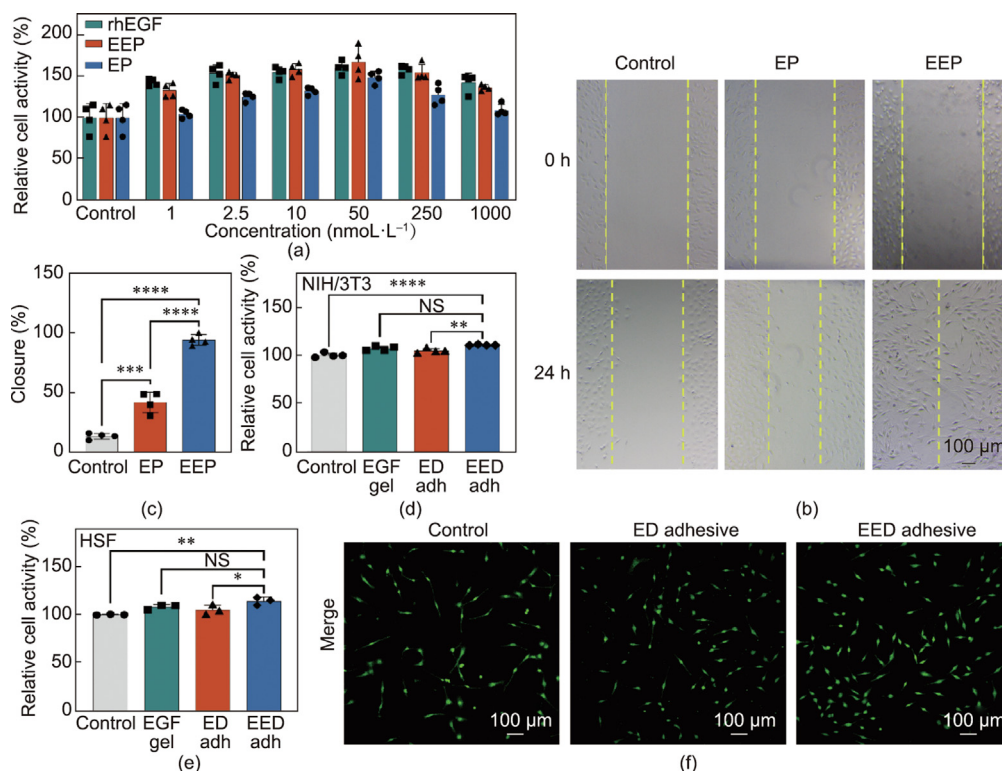 200
150
100
50
0
Relative cell activity (%)
rhEGF
EEP
EP
Control 1 2.5 10 50 250 1000
Concentration (nmoL·L⁻¹)
(a)
Control EP EEP
0 h
24 h
100 μm
(b)
150
100
50
0
Closure (%)
****
****
***
Control EP EEP
(c)
150
100
50
0
Relative cell activity (%)
NIH/3T3
****
NS
**
Control EGF gel ED adh EED adh
(d)
150
100
50
0
Relative cell activity (%)
HSF
**
NS
*
Control EGF gel ED adh EED adh
(e)
Control ED adhesive EED adhesive
Merge
100 μm 100 μm 100 μm
(f)